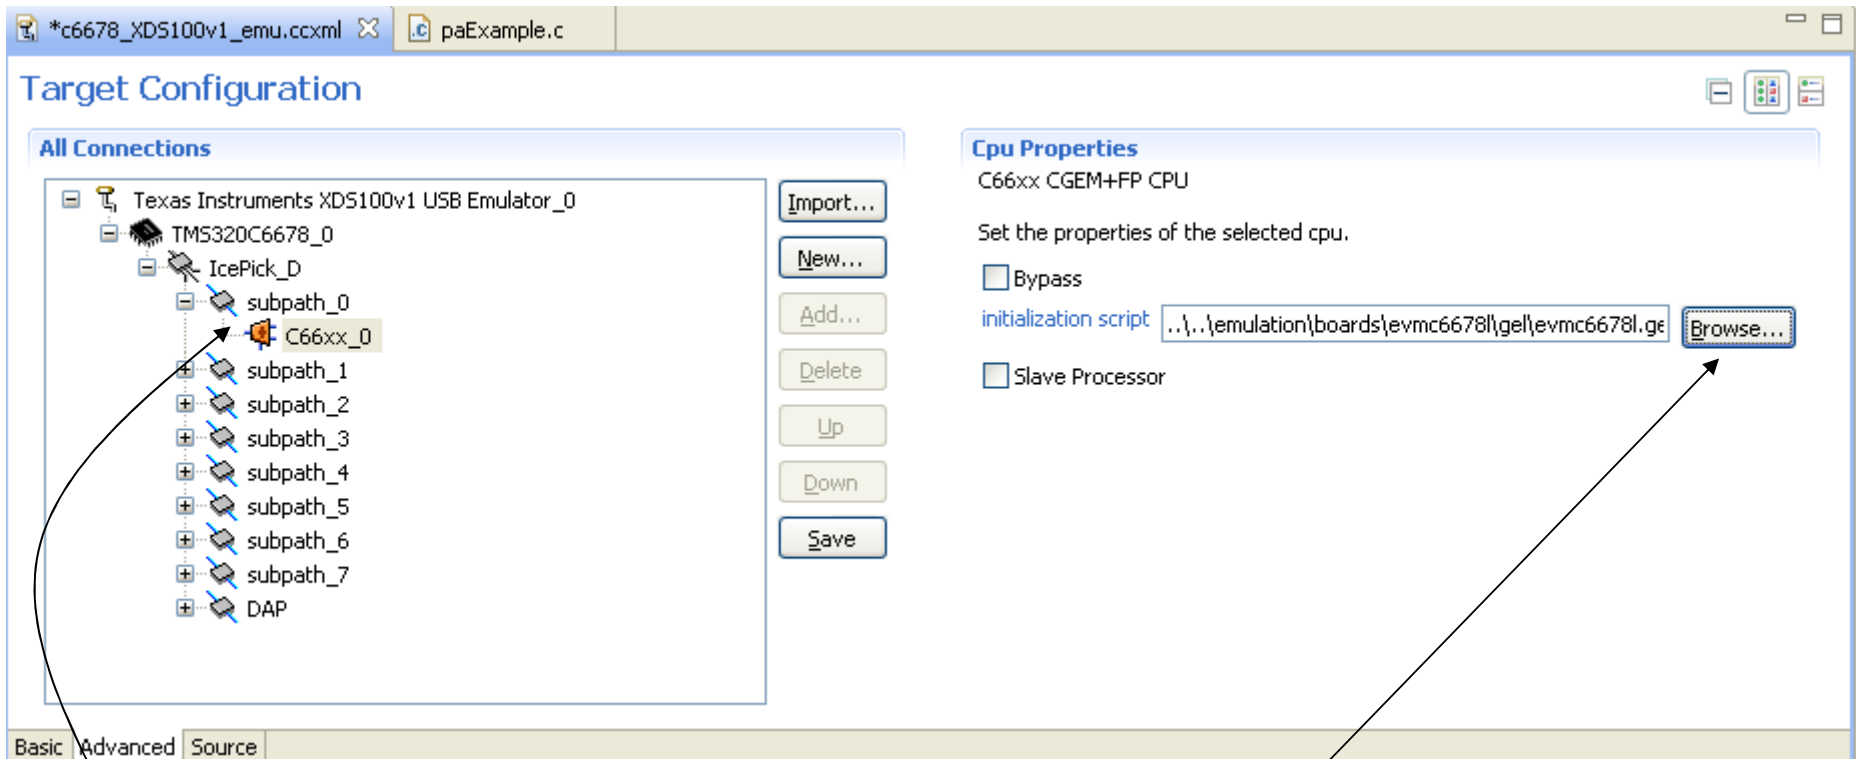 *c6678_XDS100v1_emu.ccxml
paExample.c
Target Configuration
All Connections
Texas Instruments XDS100v1 USB Emulator_0
TMS320C6678_0
IcePick_D
subpath_0
C66xx_0
subpath_1
subpath_2
subpath_3
subpath_4
subpath_5
subpath_6
subpath_7
DAP
Import...
New...
Add...
Delete
Up
Down
Save
Cpu Properties
C66xx CGEM+FP CPU
Set the properties of the selected cpu.
Bypass
initialization script ..\..\emulation\boards\evmc6678l\gel\evmc6678l.ge Browse...
Slave Processor
Basic Advanced Source